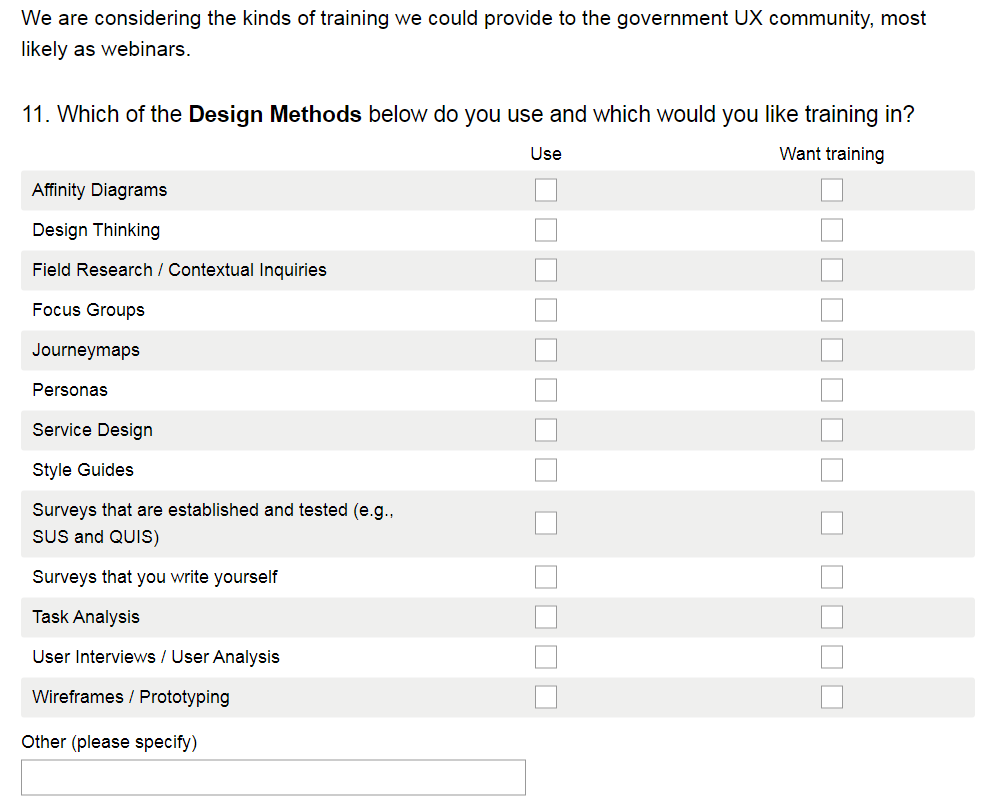 We are considering the kinds of training we could provide to the government UX community, most
likely as webinars.
11. Which of the Design Methods below do you use and which would you like training in?
Use Want training
Affinity Diagrams
Design Thinking
Field Research / Contextual Inquiries
Focus Groups
Journeymaps
Personas
Service Design
Style Guides
Surveys that are established and tested (e.g.,
SUS and QUIS)
Surveys that you write yourself
Task Analysis
User Interviews / User Analysis
Wireframes / Prototyping
Other (please specify)